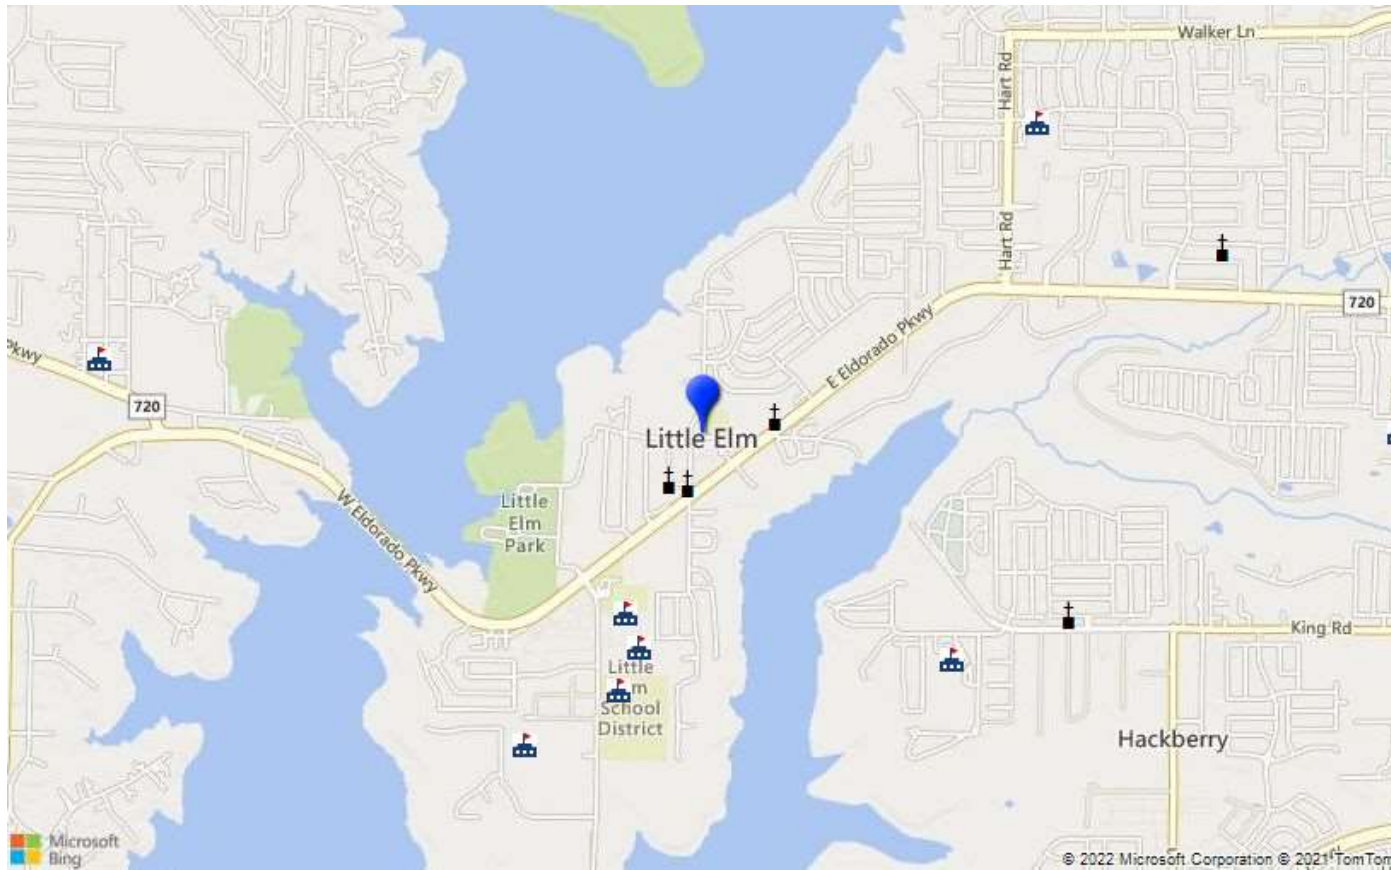 Walker Ln
Hart Rd
Hart Rd
720
E Eldorado Pkwy
Pkwy
720
Little Elm
Little
Elm
Park
W Eldorado Pkwy
King Rd
Little
m
School
District
Hackberry
Microsoft
Bing
© 2022 Microsoft Corporation © 2021 TomTom